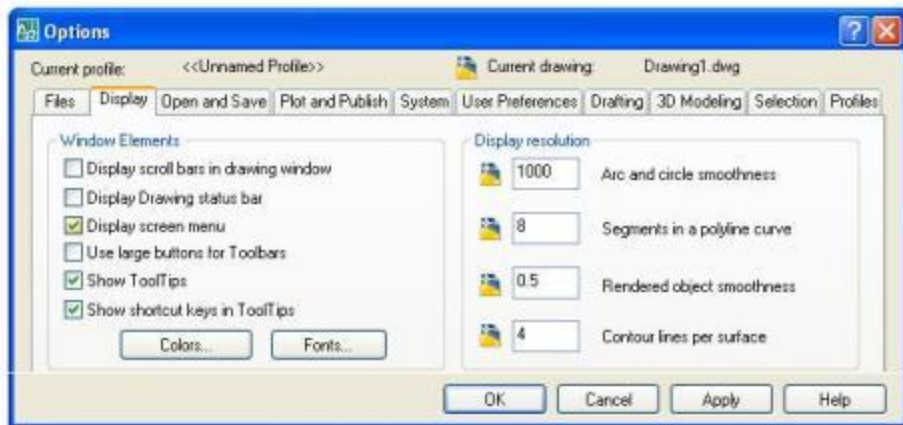 Options
Current profile: <<Unnamed Profile>> Current drawing: Drawing1.dwg
Files Display Open and Save Plot and Publish System User Preferences Drafting 3D Modeling Selection Profiles
Window Elements
Display scroll bars in drawing window
Display Drawing status bar
Display screen menu
Use large buttons for Toolbars
Show ToolTips
Show shortcut keys in ToolTips
Colors... Fonts...
Display resolution
1000 Arc and circle smoothness
8 Segments in a polyline curve
0.5 Rendered object smoothness
4 Contour lines per surface
OK Cancel Apply Help